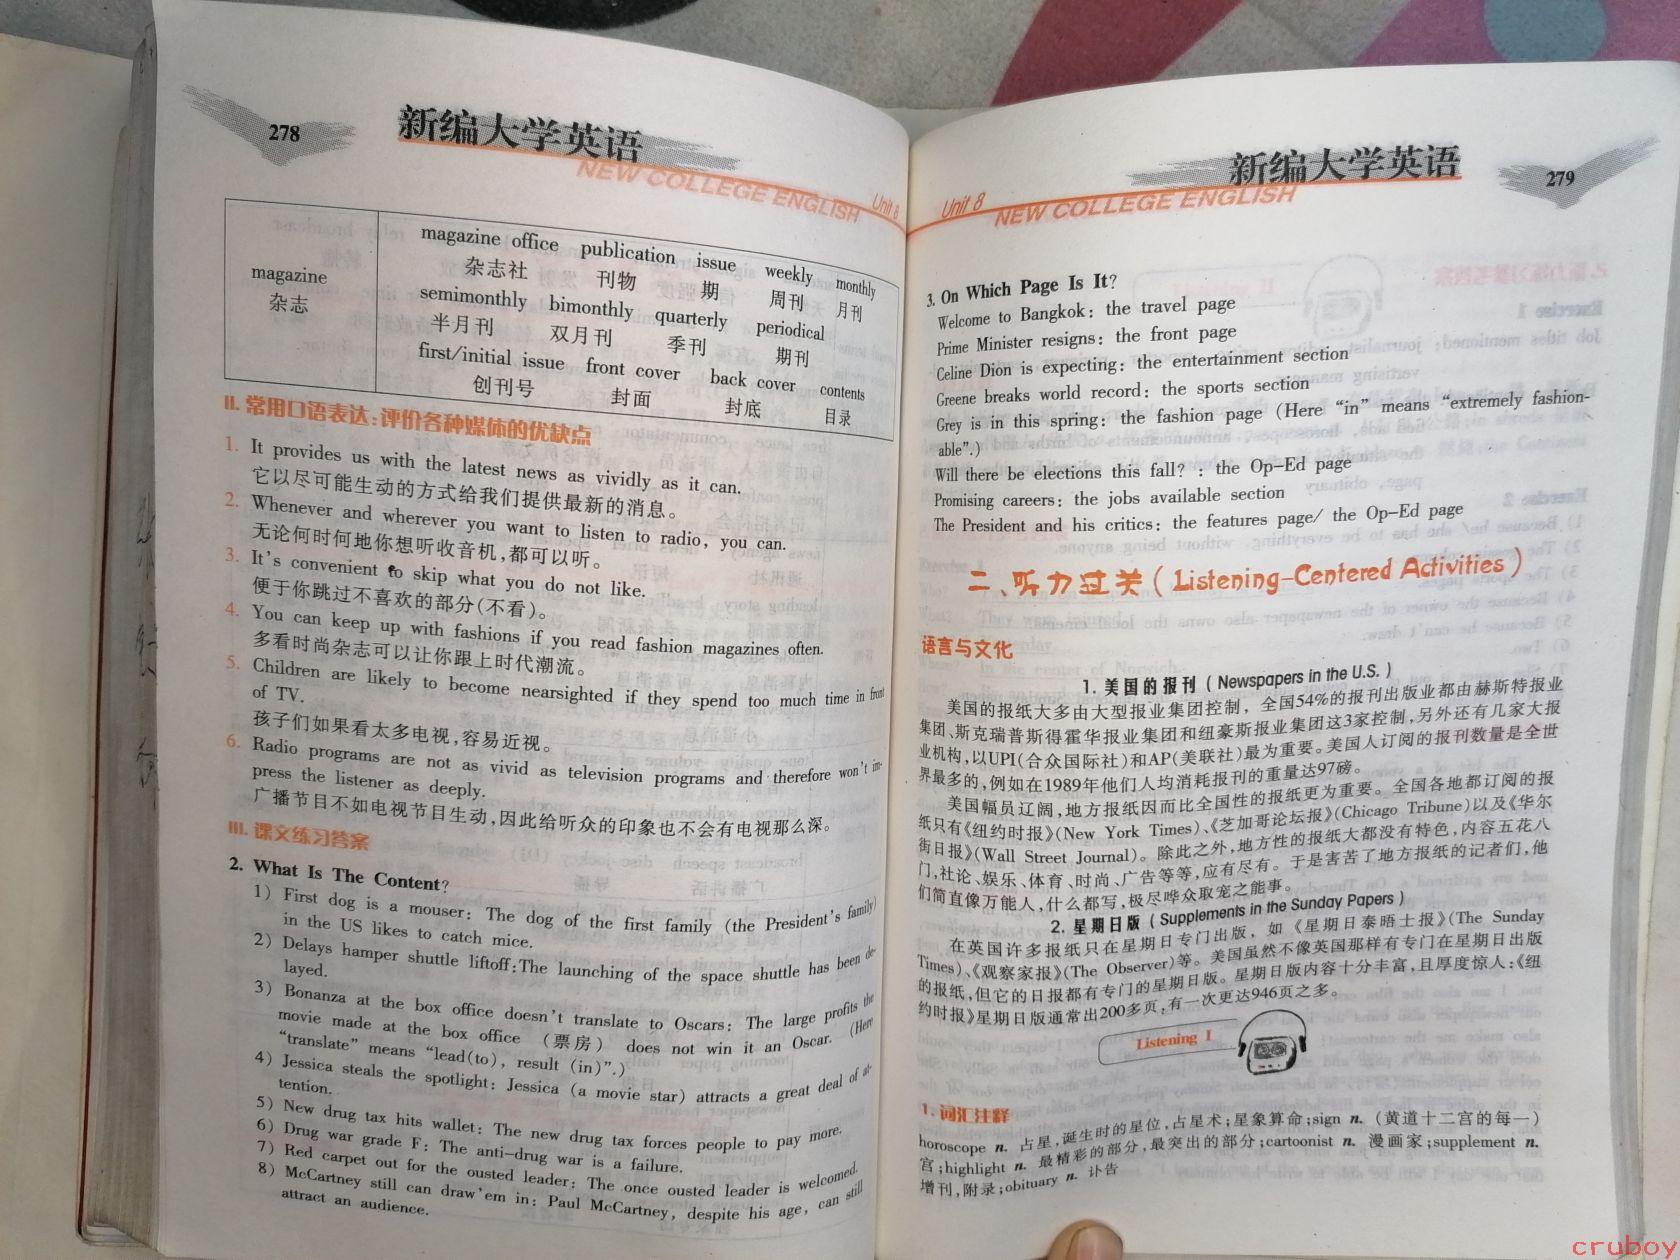 278
新编大学英语
NEW COLLEGE ENGLISH
Unit 8
magazine
杂志
magazine office publication issue weekly monthly
杂志社 刊物 期 周刊 月刊
semimonthly bimonthly quarterly periodical
半月刊 双月刊 季刊 期刊
first/initial issue front cover back cover contents
创刊号 封面 封底 目录
II. 常用口语表达:评价各种媒体的优缺点
1. It provides us with the latest news as vividly as it can.
它以尽可能生动的方式给我们提供最新的消息。
2. Whenever and wherever you want to listen to radio, you can.
无论何时何地你想听收音机,都可以听。
3. It's convenient to skip what you do not like.
便于你跳过不喜欢的部分(不看)。
4. You can keep up with fashions if you read fashion magazines often.
多看时尚杂志可以让你跟上时代潮流。
5. Children are likely to become nearsighted if they spend too much time in front
of TV.
孩子们如果看太多电视,容易近视。
6. Radio programs are not as vivid as television programs and therefore won't im-
press the listener as deeply.
广播节目不如电视节目生动,因此给听众的印象也不会有电视那么深。
III. 课文练习答案
2. What Is The Content?
1) First dog is a mouser: The dog of the first family (the President's family)
in the US likes to catch mice.
2) Delays hamper shuttle liftoff:The launching of the space shuttle has been de-
layed.
3) Bonanza at the box office doesn't translate to Oscars: The large profits the
movie made at the box office (票房) does not win it an Oscar. (Here
"translate" means "lead(to), result (in)".)
4) Jessica steals the spotlight: Jessica (a movie star) attracts a great deal of at-
tention.
5) New drug tax hits wallet: The new drug tax forces people to pay more.
6) Drug war grade F: The anti-drug war is a failure.
7) Red carpet out for the ousted leader: The once ousted leader is welcomed.
8) McCartney still can draw'em in: Paul McCartney, despite his age, can still
attract an audience.
新编大学英语
279
Unit 8
NEW COLLEGE ENGLISH
3. On Which Page Is It?
Welcome to Bangkok: the travel page
Prime Minister resigns: the front page
Celine Dion is expecting: the entertainment section
Greene breaks world record: the sports section
Grey is in this spring: the fashion page (Here "in" means "extremely fashion-
able".)
Will there be elections this fall? : the Op-Ed page
Promising careers: the jobs available section
The President and his critics: the features page/ the Op-Ed page
二、听力过关(Listening-Centered Activities)
语言与文化
1. 美国的报刊(Newspapers in the U.S.)
美国的报纸大多由大型报业集团控制,全国54%的报刊出版业都由赫斯特报业
集团、斯克瑞普斯得霍华报业集团和纽豪斯报业集团这3家控制,另外还有几家大报
业机构,以UPI(合众国际社)和AP(美联社)最为重要。美国人订阅的报刊数量是全世
界最多的,例如在1989年他们人均消耗报刊的重量达97磅。
美国幅员辽阔,地方报纸因而比全国性的报纸更为重要。全国各地都订阅的报
纸只有《纽约时报》(New York Times)、《芝加哥论坛报》(Chicago Tribune)以及《华尔
街日报》(Wall Street Journal)。除此之外,地方性的报纸大都没有特色,内容五花八
门,社论、娱乐、体育、时尚、广告等等,应有尽有。于是害苦了地方报纸的记者们,他
们简直像万能人,什么都写,极尽哗众取宠之能事。
2. 星期日版(Supplements in the Sunday Papers)
在英国许多报纸只在星期日专门出版,如《星期日泰晤士报》(The Sunday
Times)、《观察家报》(The Observer)等。美国虽然不像英国那样有专门在星期日出版
的报纸,但它的日报都有专门的星期日版。星期日版内容十分丰富,且厚度惊人:《纽
约时报》星期日版通常出200多页,有一次更达946页之多。
Listening I
1. 词汇注释
horoscope n. 占星,诞生时的星位,占星术;星象算命;sign n. (黄道十二宫的每一)
宫;highlight n. 最精彩的部分,最突出的部分;cartoonist n. 漫画家;supplement n.
增刊,附录;obituary n. 讣告
cruboy